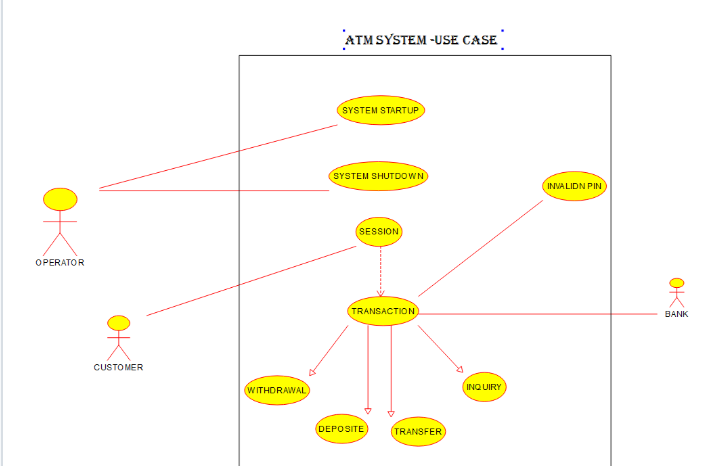 ATM SYSTEM -USE CASE
SYSTEM STARTUP
SYSTEM SHUTDOWN
INVALIDN PIN
SESSION
OPERATOR
TRANSACTION
BANK
CUSTOMER
WITHDRAWAL
INQUIRY
DEPOSITE
TRANSFER